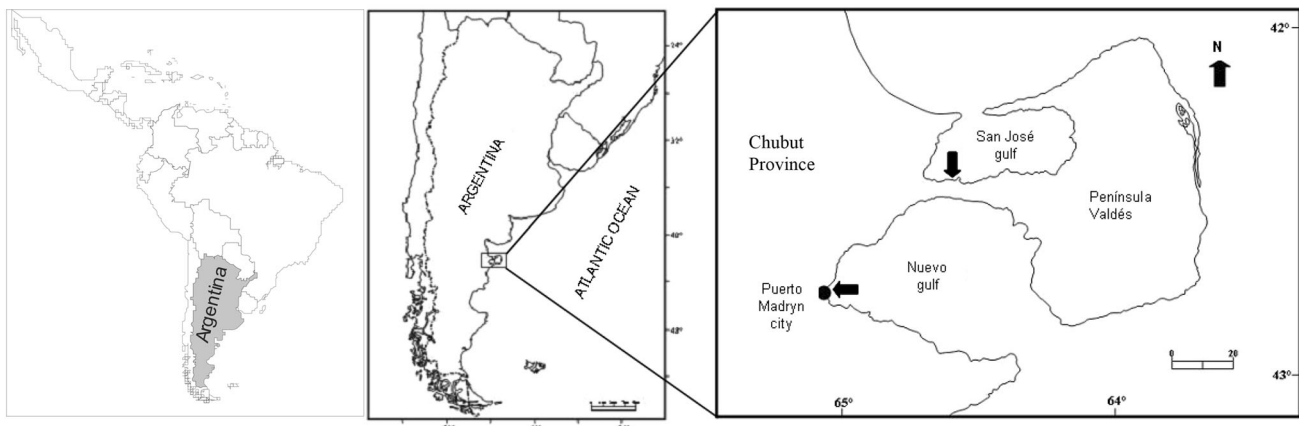 Argentina
ARGENTINA
ATLANTIC OCEAN
42°
N
San José
gulf
Chubut
Province
Península
Valdés
Nuevo
gulf
Puerto
Madryn
city
0 20
43°
65°
64°